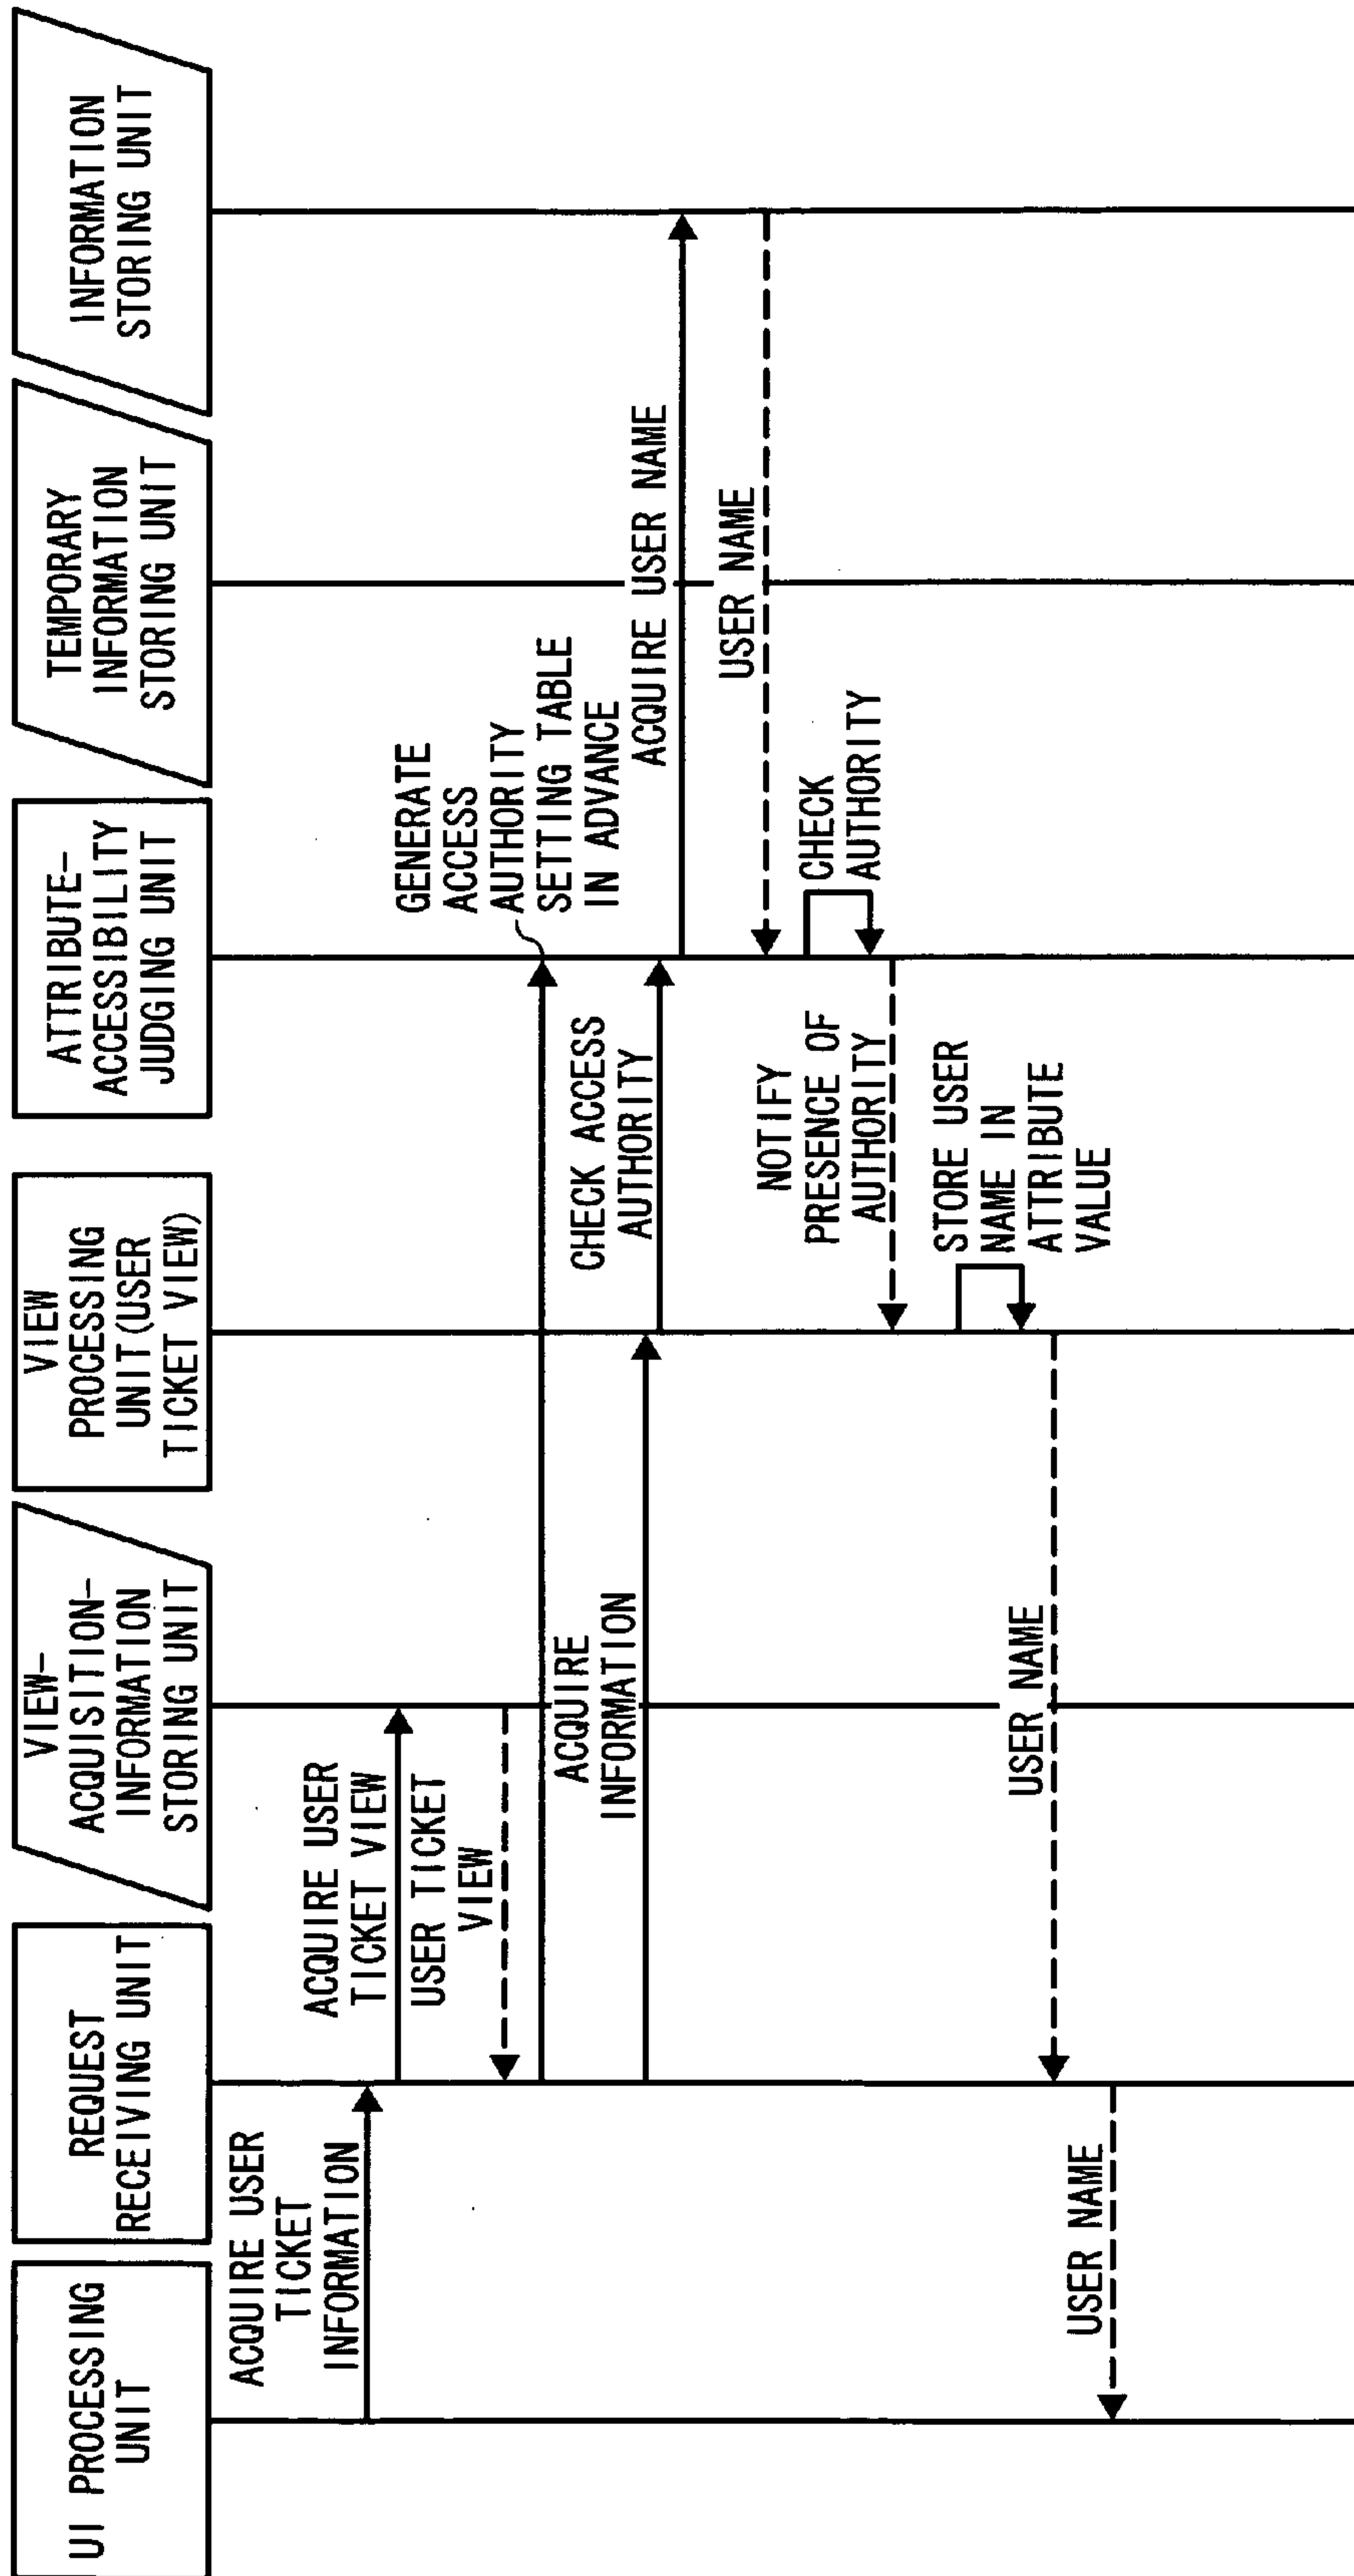 UI PROCESSING
UNIT
REQUEST
RECEIVING UNIT
VIEW-
ACQUISITION-
INFORMATION
STORING UNIT
VIEW
PROCESSING
UNIT(USER
TICKET VIEW)
ATTRIBUTE-
ACCESSIBILITY
JUDGING UNIT
TEMPORARY
INFORMATION
STORING UNIT
INFORMATION
STORING UNIT
ACQUIRE USER
TICKET
INFORMATION
ACQUIRE USER
TICKET VIEW
USER TICKET
VIEW
GENERATE
ACCESS
AUTHORITY
SETTING TABLE
IN ADVANCE
ACQUIRE
INFORMATION
CHECK ACCESS
AUTHORITY
ACQUIRE USER NAME
USER NAME
CHECK
AUTHORITY
NOTIFY
PRESENCE OF
AUTHORITY
STORE USER
NAME IN
ATTRIBUTE
VALUE
USER NAME
USER NAME